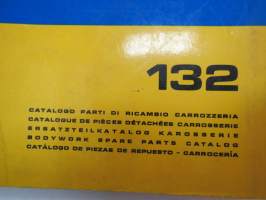 132
CATALOGO PARTI DI RICAMBIO CARROZZERIA
CATALOGUE DE PIÈCES DÉTACHÉES CARROSSERIE
ERSATZTEILKATALOG KAROSSERIE
BODYWORK SPARE PARTS CATALOG
CATÁLOGO DE PIEZAS DE REPUESTO - CARROCERÍA